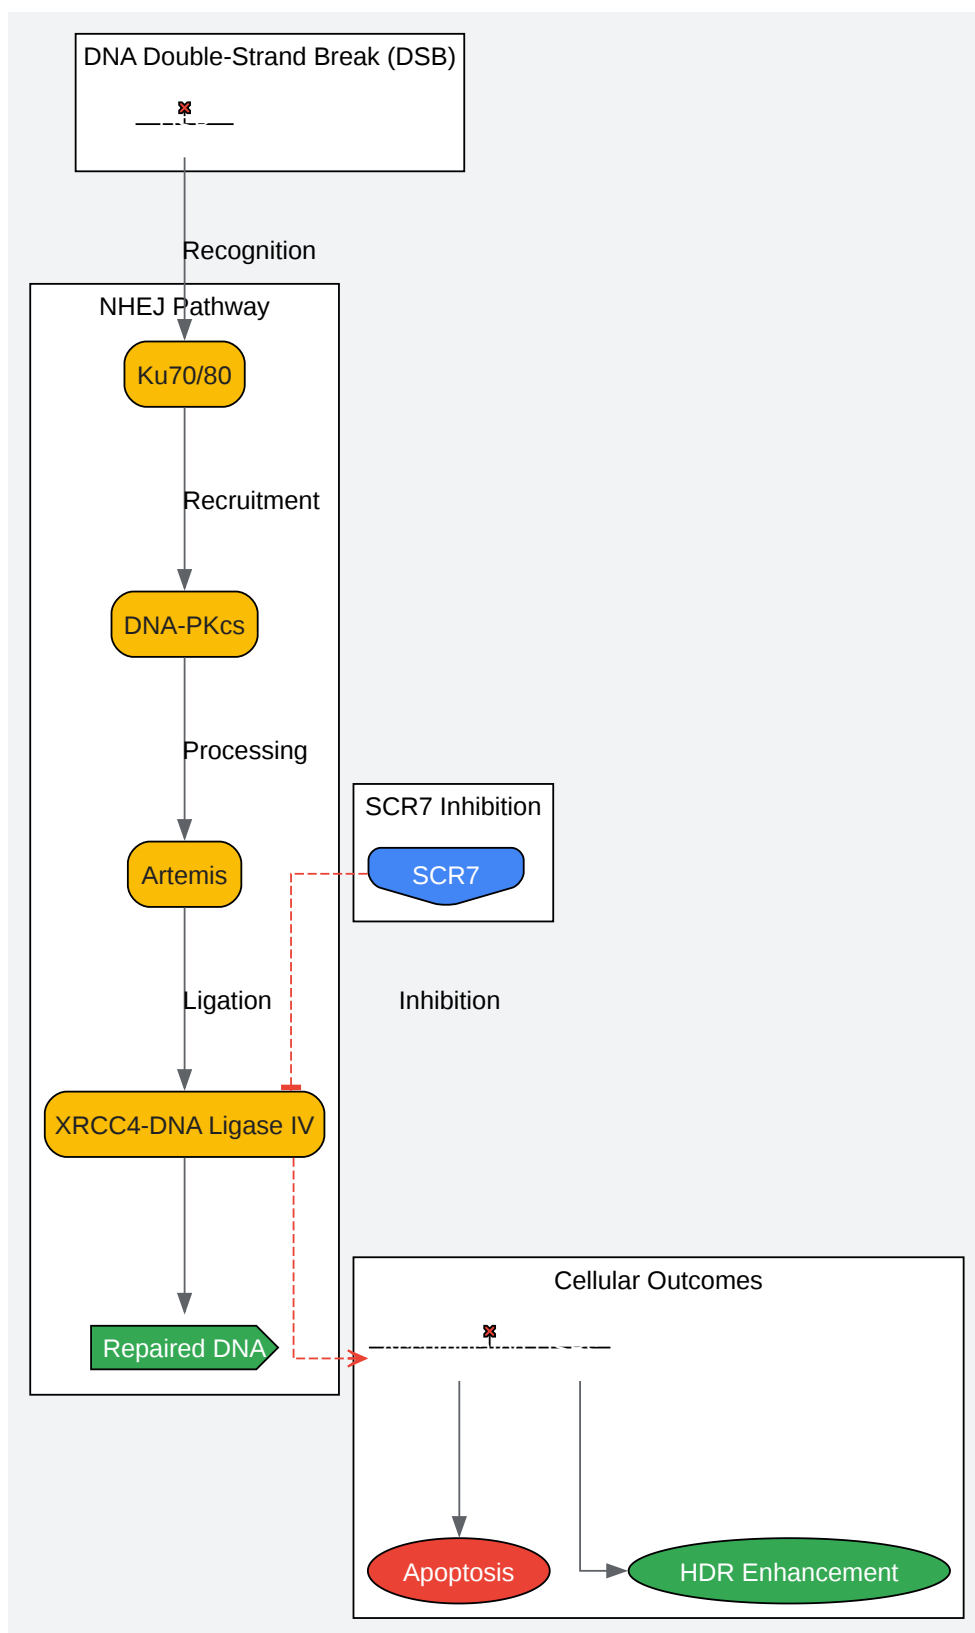 DNA Double-Strand Break (DSB)
Recognition
NHEJ Pathway
Ku70/80
Recruitment
DNA-PKcs
Processing
SCR7 Inhibition
Artemis
SCR7
Ligation
Inhibition
XRCC4-DNA Ligase IV
Cellular Outcomes
Repaired DNA
Apoptosis
HDR Enhancement